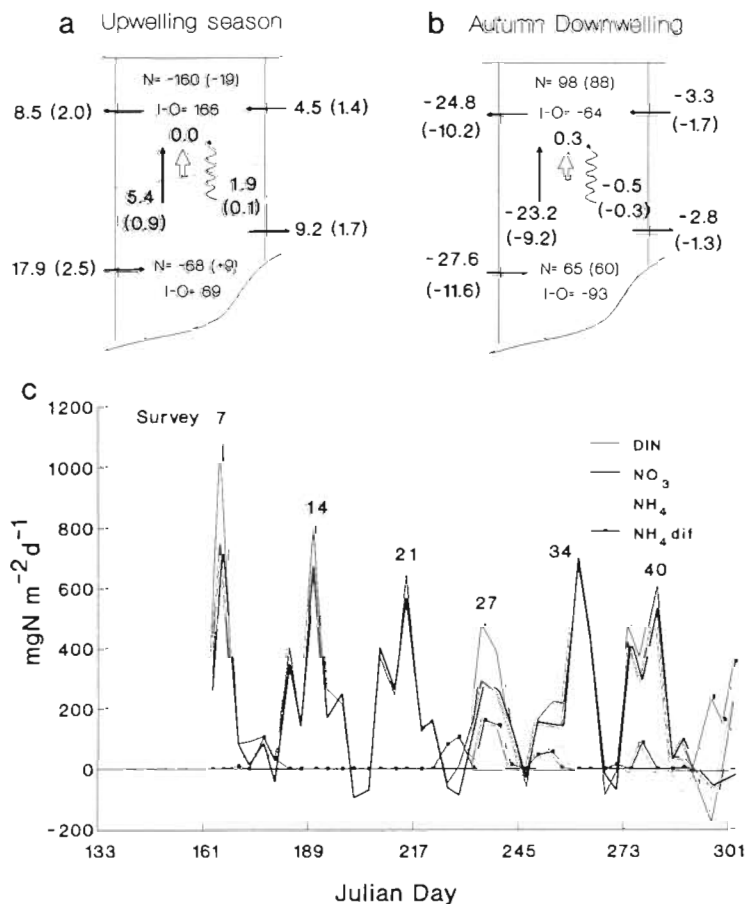 a Upwelling season
N= -160 (-19)
8.5 (2.0)
I-O= 166
4.5 (1.4)
0.0
5.4
(0.9)
1.9
(0.1)
9.2 (1.7)
17.9 (2.5)
N= -68 (+9)
I-O= 69
b Autumn Downwelling
N= 98 (88)
-24.8
(-10.2)
I-O= -64
-3.3
(-1.7)
0.3
-23.2
(-9.2)
-0.5
(-0.3)
-2.8
(-1.3)
-27.6
(-11.6)
N= 65 (60)
I-O= -93
c
Survey 7
14
21
27
34
40
DIN
NO3
NH4
NH4 dif
mgN m−2d−1
1200
1000
800
600
400
200
0
-200
133 161 189 217 245 273 301
Julian Day